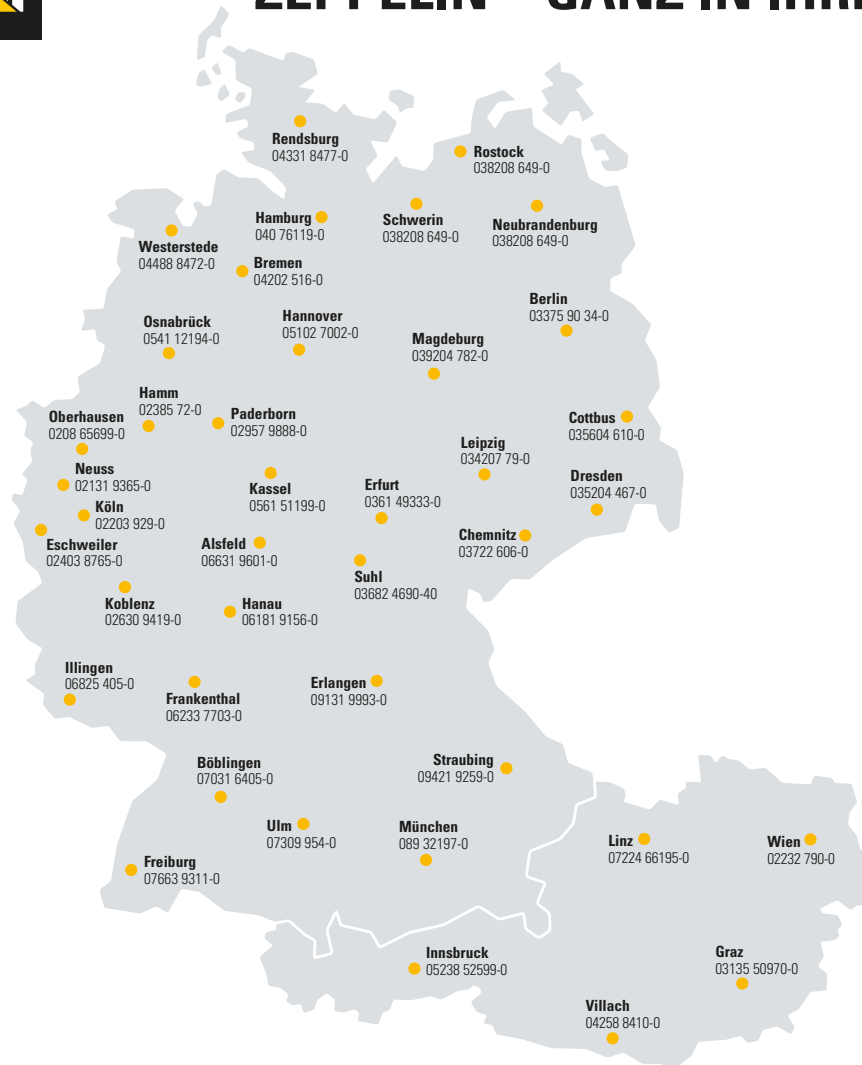 Rendsburg
04331 8477-0
Rostock
038208 649-0
Hamburg
040 76119-0
Schwerin
038208 649-0
Neubrandenburg
038208 649-0
Westerstede
04488 8472-0
Bremen
04202 516-0
Berlin
03375 90 34-0
Osnabrück
0541 12194-0
Hannover
05102 7002-0
Magdeburg
039204 782-0
Hamm
02385 72-0
Oberhausen
0208 65699-0
Paderborn
02957 9888-0
Cottbus
035604 610-0
Leipzig
034207 79-0
Neuss
02131 9365-0
Kassel
0561 51199-0
Erfurt
0361 49333-0
Dresden
035204 467-0
Köln
02203 929-0
Chemnitz
03722 606-0
Eschweiler
02403 8765-0
Alsfeld
06631 9601-0
Suhl
03682 4690-40
Koblenz
02630 9419-0
Hanau
06181 9156-0
Illingen
06825 405-0
Frankenthal
06233 7703-0
Erlangen
09131 9993-0
Böblingen
07031 6405-0
Straubing
09421 9259-0
Ulm
07309 954-0
München
089 32197-0
Linz
07224 66195-0
Wien
02232 790-0
Freiburg
07663 9311-0
Innsbruck
05238 52599-0
Graz
03135 50970-0
Villach
04258 8410-0